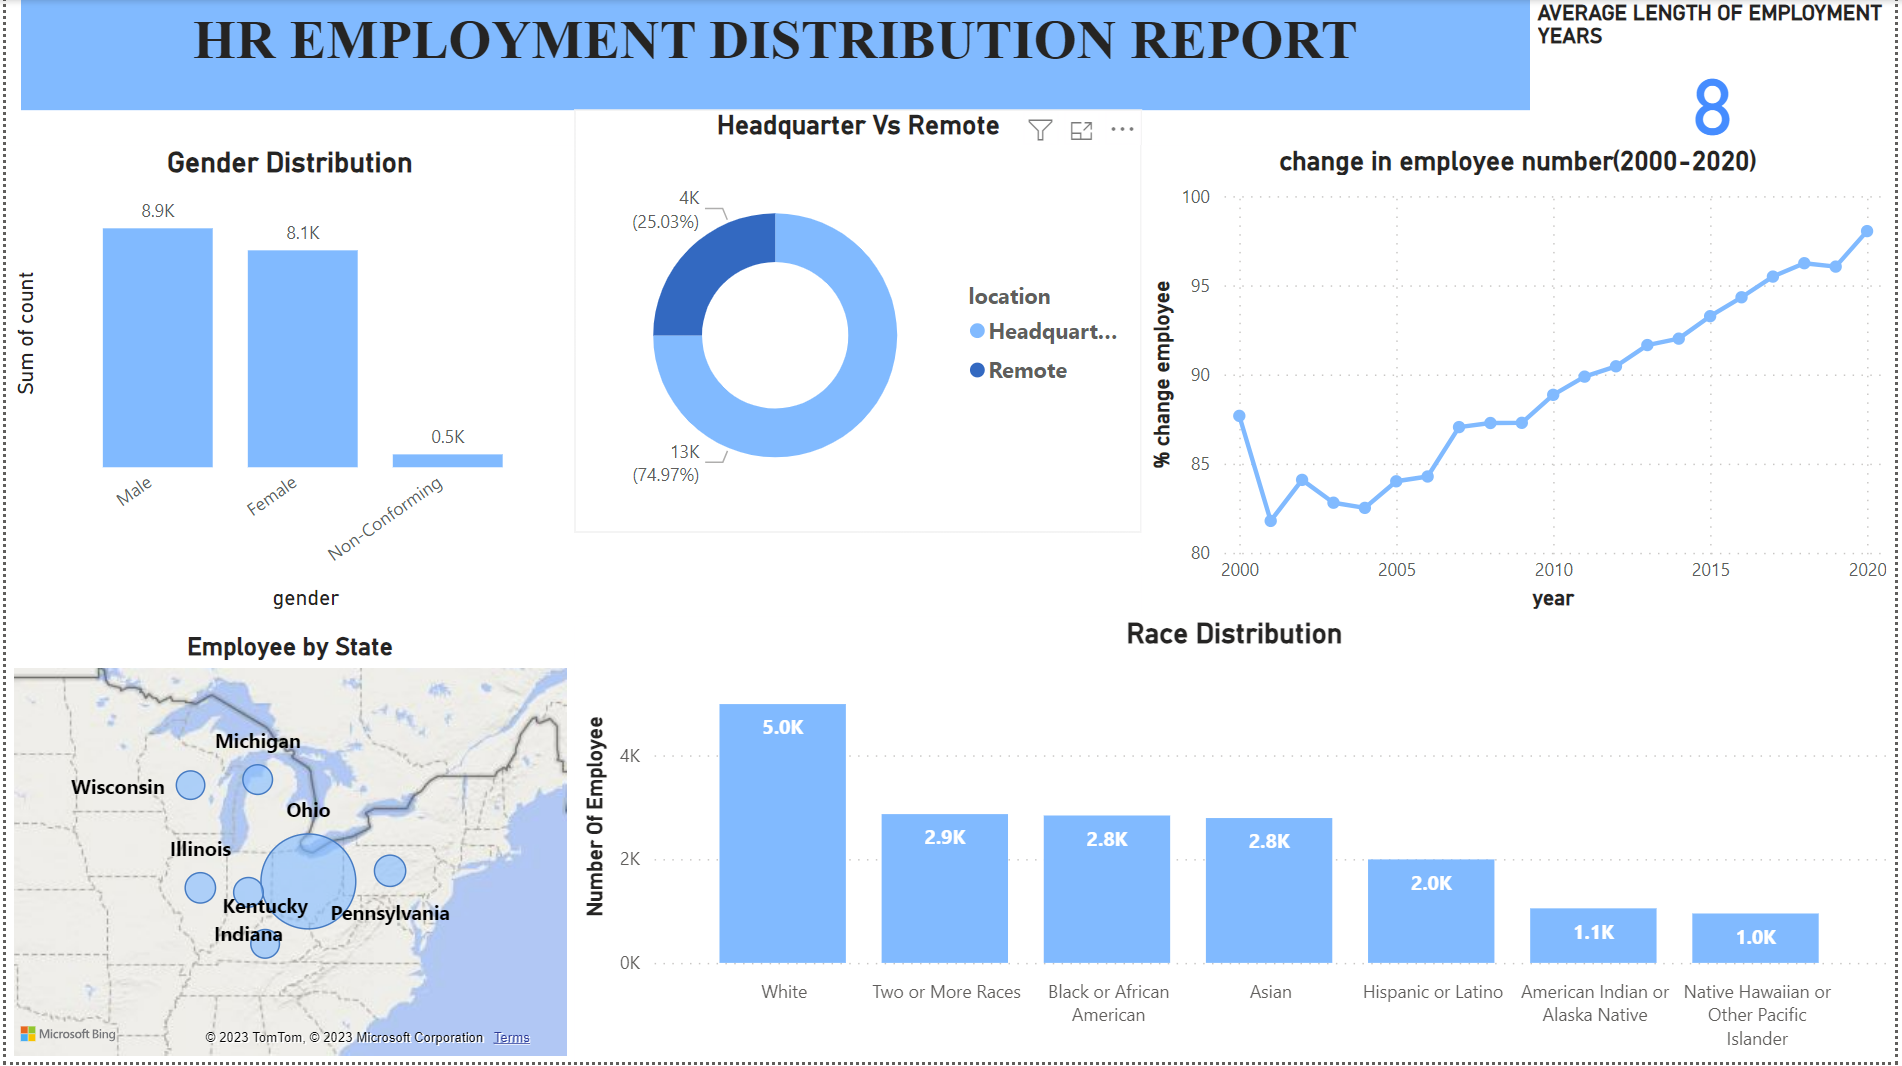 HR EMPLOYMENT DISTRIBUTION REPORT
AVERAGE LENGTH OF EMPLOYMENT
YEARS
8
Gender Distribution
8.9K
8.1K
0.5K
Sum of count
Male
Female
Non-Conforming
gender
Headquarter Vs Remote
4K
(25.03%)
13K
(74.97%)
location
Headquart...
Remote
change in employee number(2000-2020)
% change employee
100
95
90
85
80
2000
2005
2010
2015
2020
year
Employee by State
Michigan
Wisconsin
Ohio
Illinois
Kentucky
Pennsylvania
Indiana
Microsoft Bing
© 2023 TomTom, © 2023 Microsoft Corporation Terms
Race Distribution
Number Of Employee
4K
2K
0K
5.0K
2.9K
2.8K
2.8K
2.0K
1.1K
1.0K
White
Two or More Races
Black or African
American
Asian
Hispanic or Latino
American Indian or
Alaska Native
Native Hawaiian or
Other Pacific
Islander